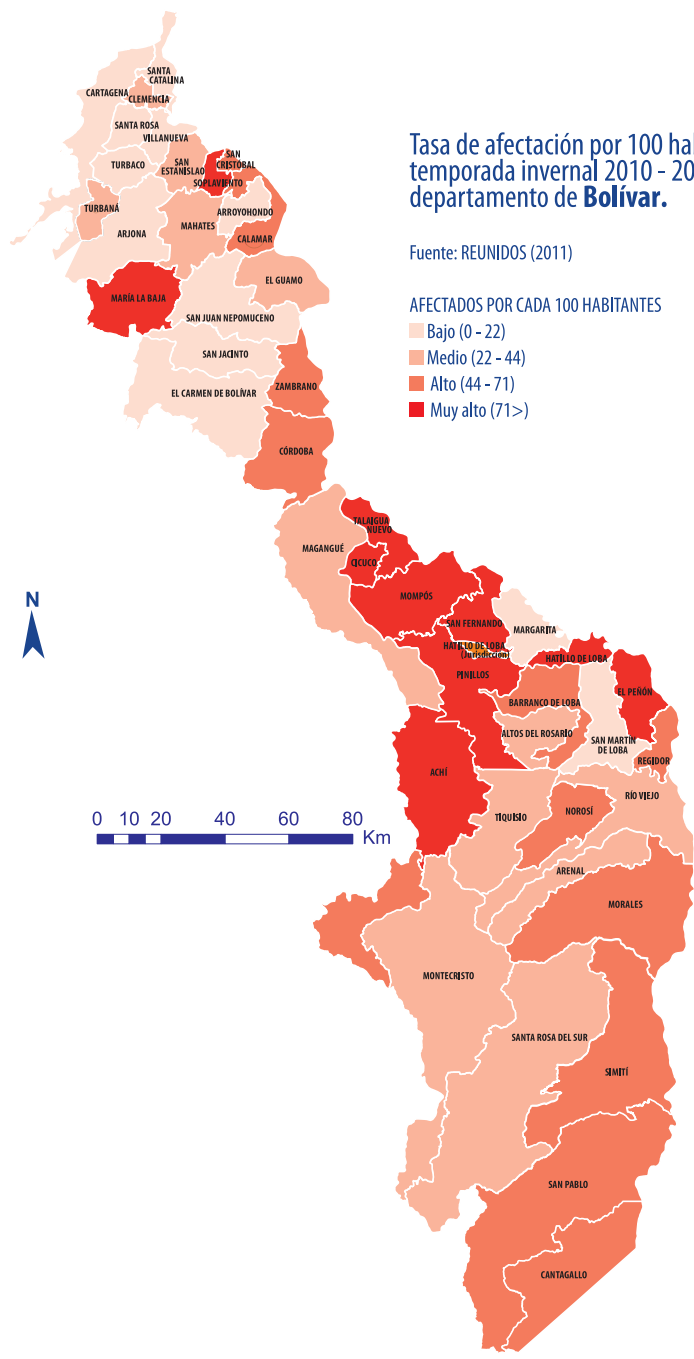 Tasa de afectación por 100 hab
temporada invernal 2010 - 20
departamento de Bolívar.
Fuente: REUNIDOS (2011)
AFECTADOS POR CADA 100 HABITANTES
Bajo (0 - 22)
Medio (22 - 44)
Alto (44 - 71)
Muy alto (71>)
SANTA
CATALINA
CARTAGENA
CLEMENCIA
SANTA ROSA
VILLANUEVA
TURBACO
SAN
ESTANISLAO
SAN
CRISTÓBAL
SOPLAVIENTO
TURBANÁ
ARJONA
MAHATES
ARROYOHONDO
CALAMAR
EL GUAMO
MARÍA LA BAJA
SAN JUAN NEPOMUCENO
SAN JACINTO
EL CARMEN DE BOLÍVAR
ZAMBRANO
CÓRDOBA
TALAIGUA
NUEVO
MAGANGUÉ
CICUCO
MOMPÓS
SAN FERNANDO
MARGARITA
HATILLO DE LOBA
(Jurisdicción)
HATILLO DE LOBA
PINILLOS
EL PEÑÓN
BARRANCO DE LOBA
ALTOS DEL ROSARIO
SAN MARTÍN
DE LOBA
REGIDOR
ACHÍ
RÍO VIEJO
TIQUISIO
NOROSÍ
ARENAL
MORALES
MONTECRISTO
SANTA ROSA DEL SUR
SIMITÍ
SAN PABLO
CANTAGALLO
N
0 10 20 40 60 80
Km